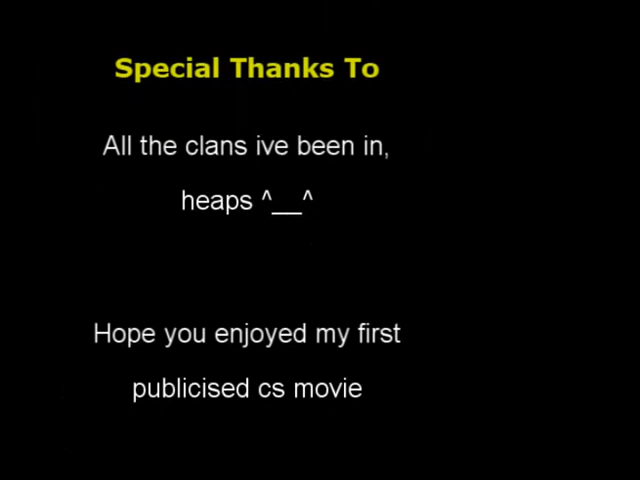 Special Thanks To
All the clans ive been in,
heaps ^__^
Hope you enjoyed my first
publicised cs movie